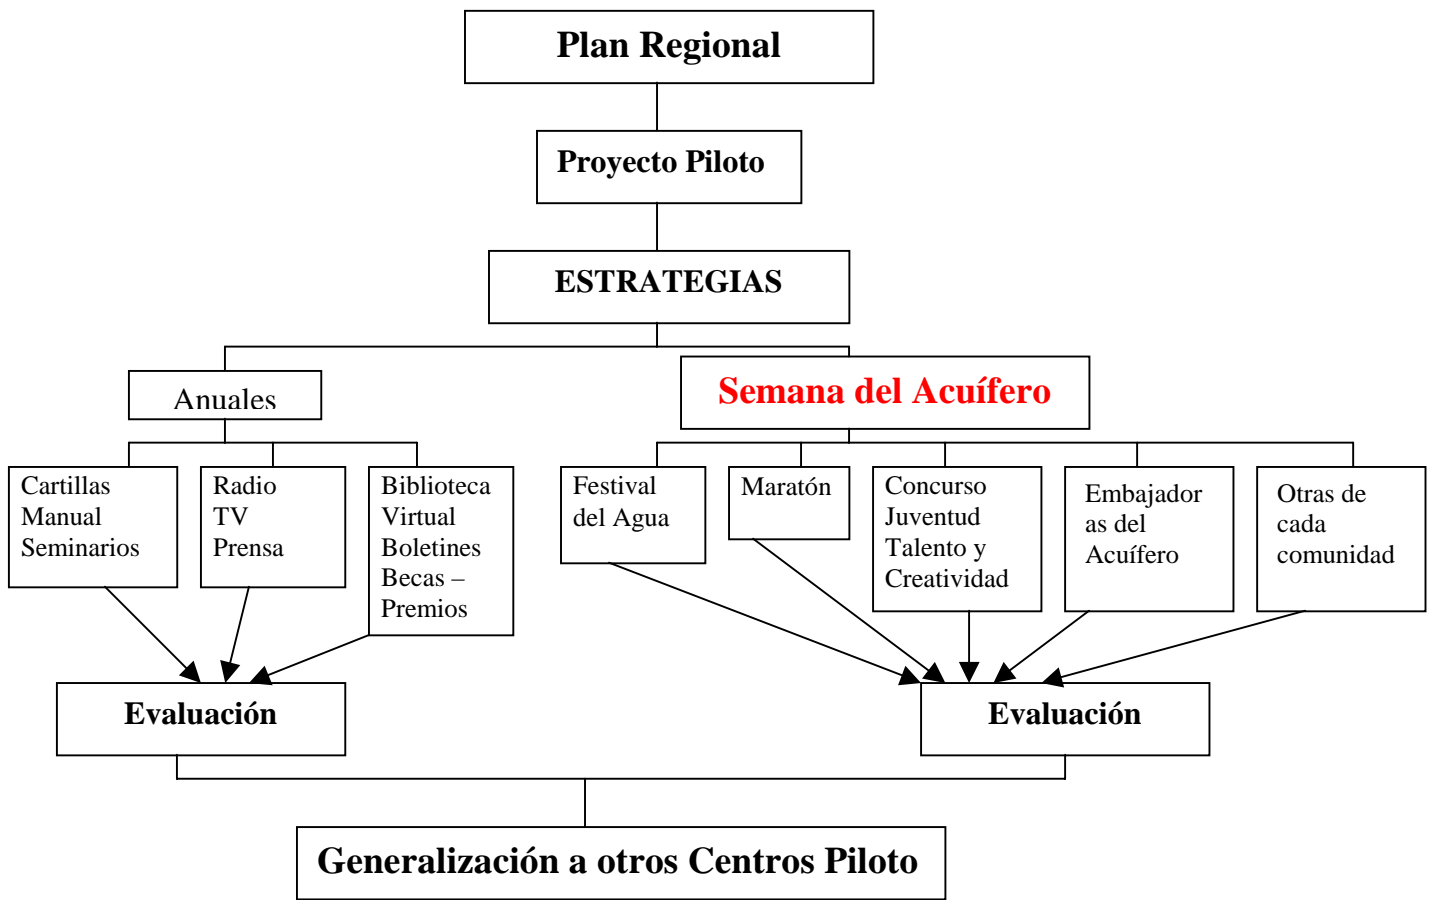 Plan Regional
Proyecto Piloto
ESTRATEGIAS
Anuales
Semana del Acuífero
Cartillas
Manual
Seminarios
Radio
TV
Prensa
Biblioteca
Virtual
Boletines
Becas –
Premios
Festival
del Agua
Maratón
Concurso
Juventud
Talento y
Creatividad
Embajador
as del
Acuífero
Otras de
cada
comunidad
Evaluación
Evaluación
Generalización a otros Centros Piloto